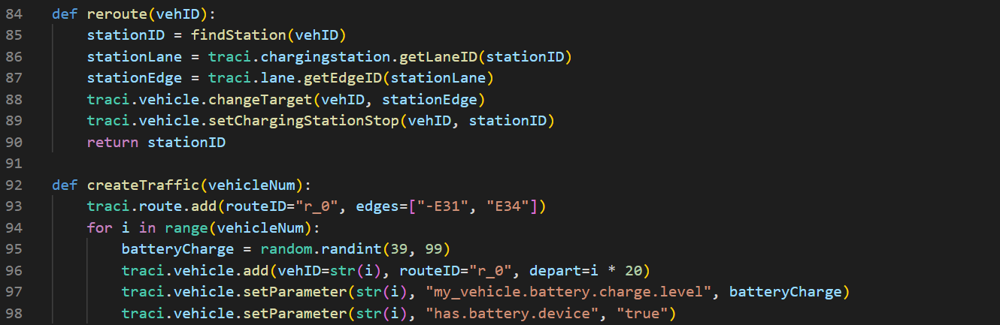 84 def reroute(vehID):
85     stationID = findStation(vehID)
86     stationLane = traci.chargingstation.getLaneID(stationID)
87     stationEdge = traci.lane.getEdgeID(stationLane)
88     traci.vehicle.changeTarget(vehID, stationEdge)
89     traci.vehicle.setChargingStationStop(vehID, stationID)
90     return stationID
91
92 def createTraffic(vehicleNum):
93     traci.route.add(routeID="r_0", edges=["-E31", "E34"])
94     for i in range(vehicleNum):
95         batteryCharge = random.randint(39, 99)
96         traci.vehicle.add(vehID=str(i), routeID="r_0", depart=i * 20)
97         traci.vehicle.setParameter(str(i), "my_vehicle.battery.charge.level", batteryCharge)
98         traci.vehicle.setParameter(str(i), "has.battery.device", "true")